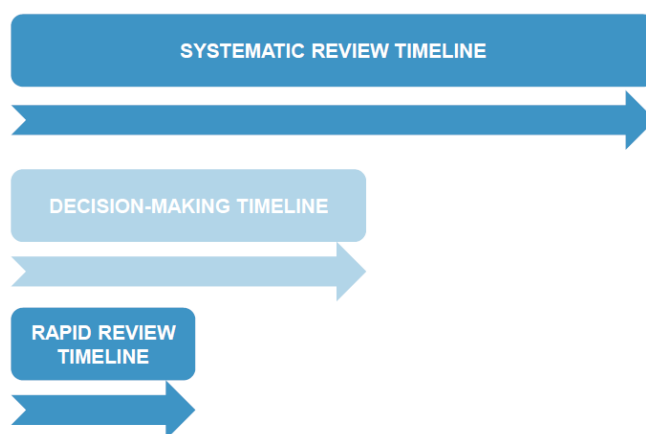 SYSTEMATIC REVIEW TIMELINE
DECISION-MAKING TIMELINE
RAPID REVIEW
TIMELINE